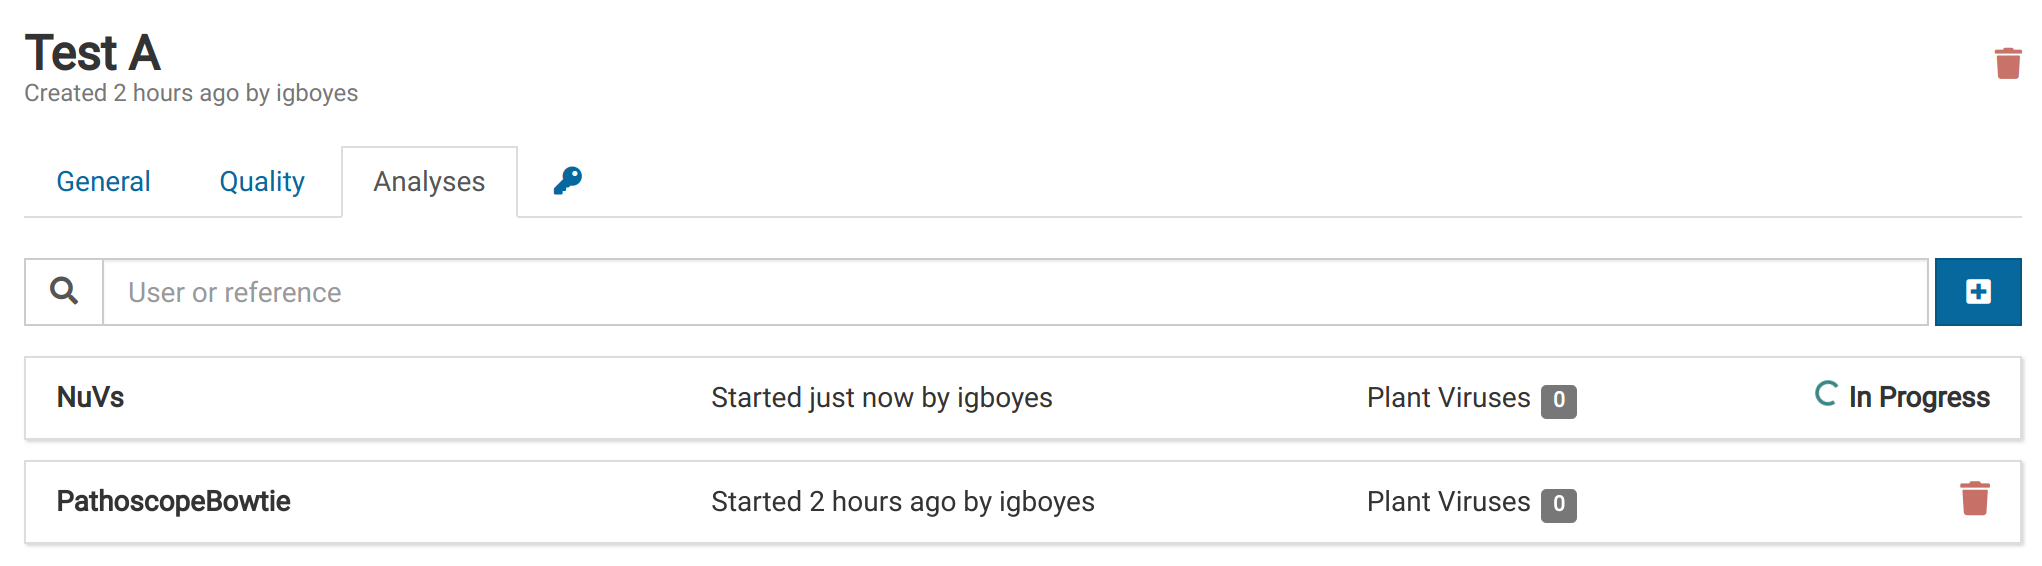 Test A
Created 2 hours ago by igboyes
General Quality Analyses
User or reference
NuVs Started just now by igboyes Plant Viruses 0 In Progress
PathoscopeBowtie Started 2 hours ago by igboyes Plant Viruses 0